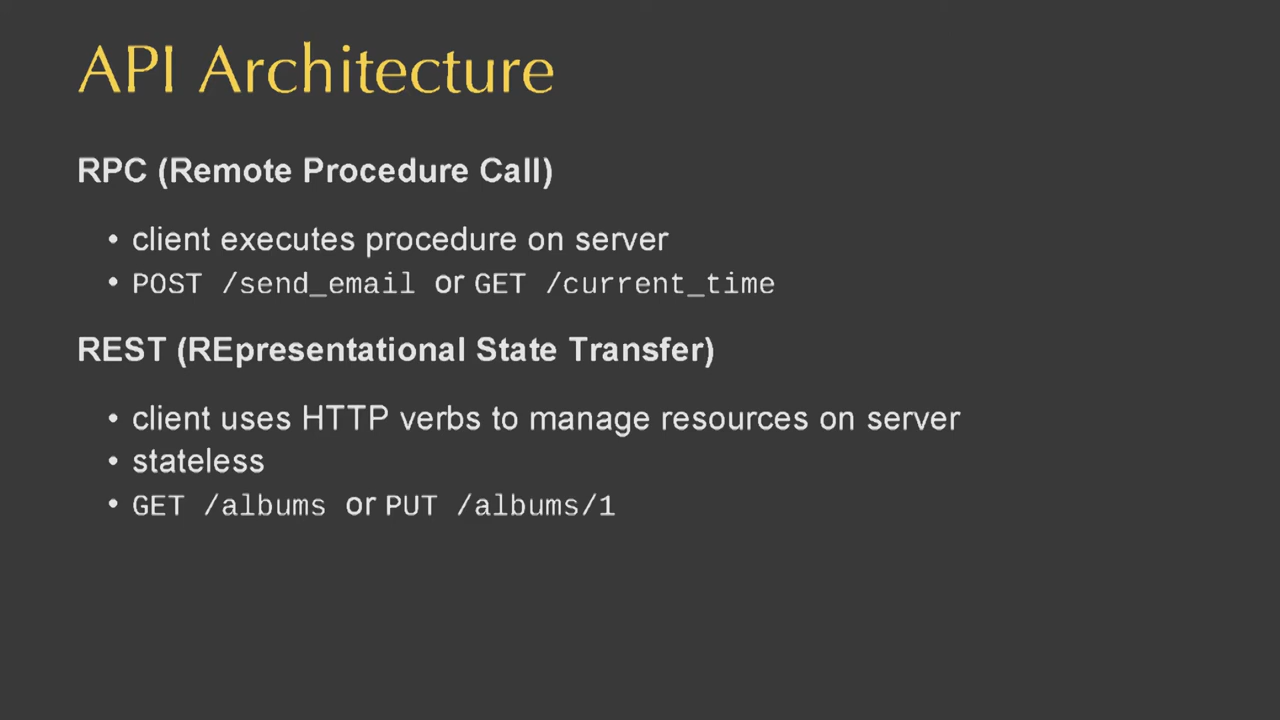 API Architecture
RPC (Remote Procedure Call)
• client executes procedure on server
• POST /send_email or GET /current_time
REST (REpresentational State Transfer)
• client uses HTTP verbs to manage resources on server
• stateless
• GET /albums or PUT /albums/1